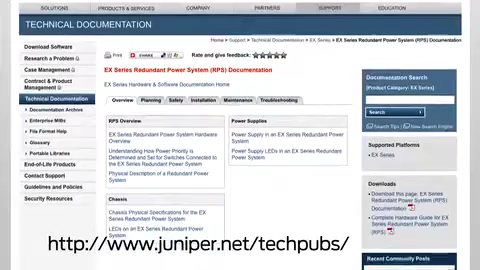 SOLUTIONS
PRODUCTS & SERVICES
COMPANY
PARTNERS
SUPPORT
EDUCATION
TECHNICAL DOCUMENTATION
Home > Support > Technical Documentation > EX Series > EX Series Redundant Power System (RPS) Documentation
Download Software
Research a Problem
Case Management
Contract & Product
Management
Technical Documentation
Documentation Archive
Enterprise MIBs
File Format Help
Glossary
Portable Libraries
End-of-Life Products
Contact Support
Guidelines and Policies
Security Resources
Print
SHARE
Rate and give feedback:
EX Series Redundant Power System (RPS) Documentation
EX Series Hardware & Software Documentation Home
Overview
Planning
Safety
Installation
Maintenance
Troubleshooting
RPS Overview
EX Series Redundant Power System Hardware
Overview
Understanding How Power Priority Is
Determined and Set for Switches Connected to
the EX Series Redundant Power System
Physical Description of a Redundant Power
System
Chassis
Chassis Physical Specifications for the EX
Series Redundant Power System
LEDs on an EX Series Redundant Power
Power Supplies
Power Supply in an EX Series Redundant Power
System
Power Supply LEDs in an EX Series Redundant
Power System
Documentation Search
[Product Category: EX Series]
Search
Search Tips
New Search Engine
Supported Platforms
EX Series
Downloads
Download this page: EX Series
Redundant Power System (RPS)
Documentation
Complete Hardware Guide for EX
Series Redundant Power System
(RPS)
Recent Community Posts
http://www.juniper.net/techpubs/